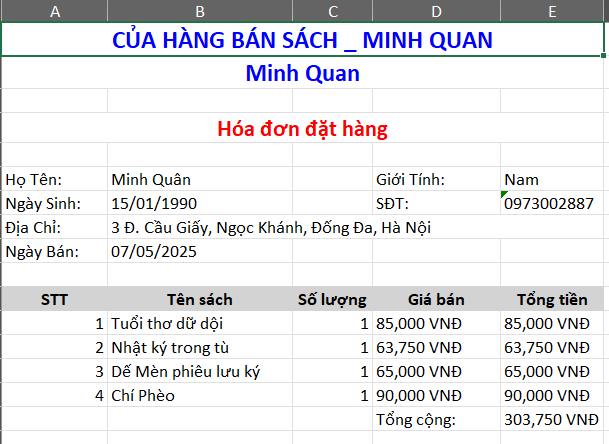 A B C D E
CỦA HÀNG BÁN SÁCH _ MINH QUAN
Minh Quan
Hóa đơn đặt hàng
Họ Tên: Minh Quân Giới Tính: Nam
Ngày Sinh: 15/01/1990 SĐT: 0973002887
Địa Chỉ: 3 Đ. Cầu Giấy, Ngọc Khánh, Đống Đa, Hà Nội
Ngày Bán: 07/05/2025
STT Tên sách Số lượng Giá bán Tổng tiền
1 Tuổi thơ dữ dội 1 85,000 VNĐ 85,000 VNĐ
2 Nhật ký trong tù 1 63,750 VNĐ 63,750 VNĐ
3 Dế Mèn phiêu lưu ký 1 65,000 VNĐ 65,000 VNĐ
4 Chí Phèo 1 90,000 VNĐ 90,000 VNĐ
Tổng cộng: 303,750 VNĐ